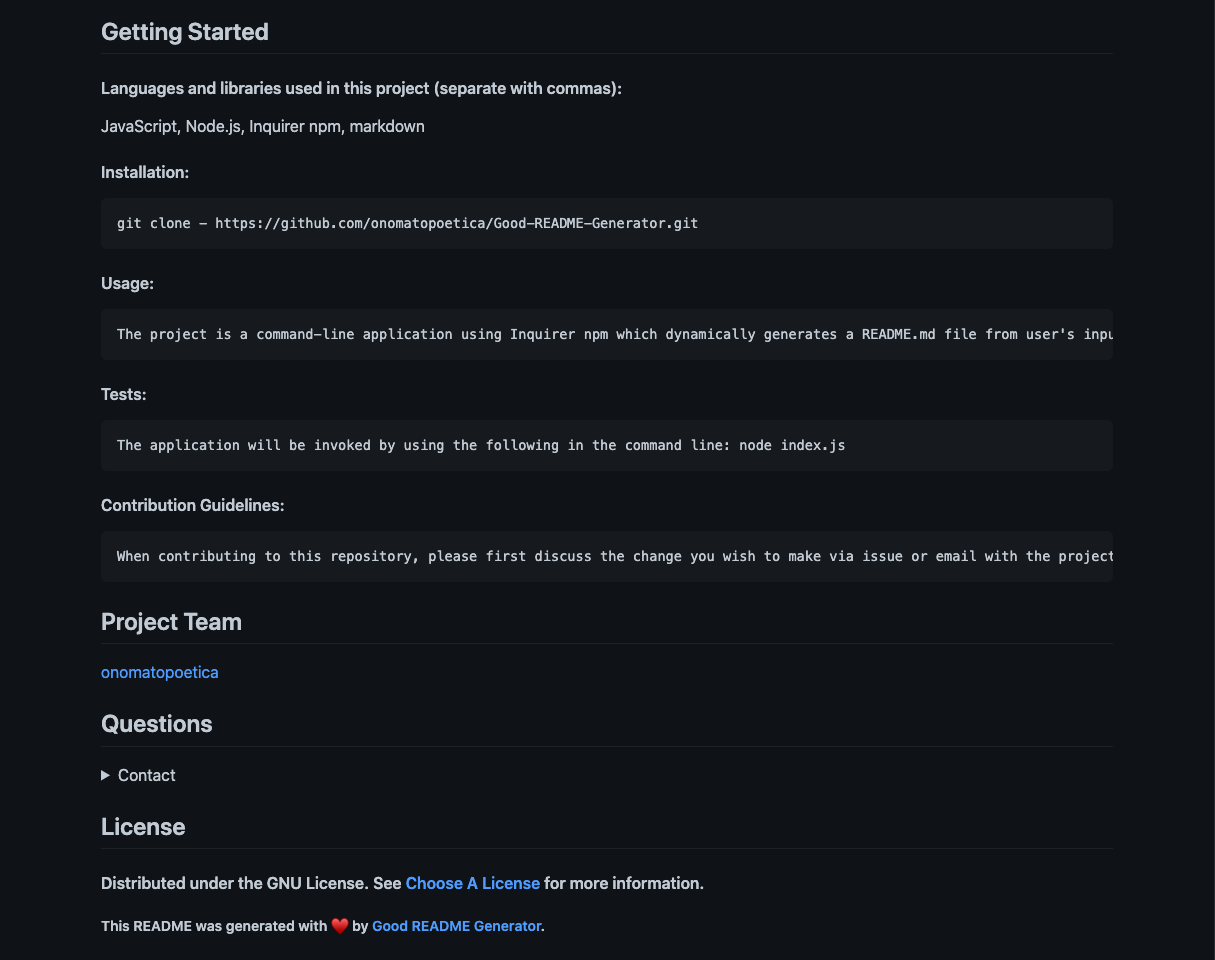 Getting Started
Languages and libraries used in this project (separate with commas):
JavaScript, Node.js, Inquirer npm, markdown
Installation:
git clone - https://github.com/onomatopoetica/Good-README-Generator.git
Usage:
The project is a command-line application using Inquirer npm which dynamically generates a README.md file from user's inpu
Tests:
The application will be invoked by using the following in the command line: node index.js
Contribution Guidelines:
When contributing to this repository, please first discuss the change you wish to make via issue or email with the project
Project Team
onomatopoetica
Questions
Contact
License
Distributed under the GNU License. See Choose A License for more information.
This README was generated with ❤️ by Good README Generator.